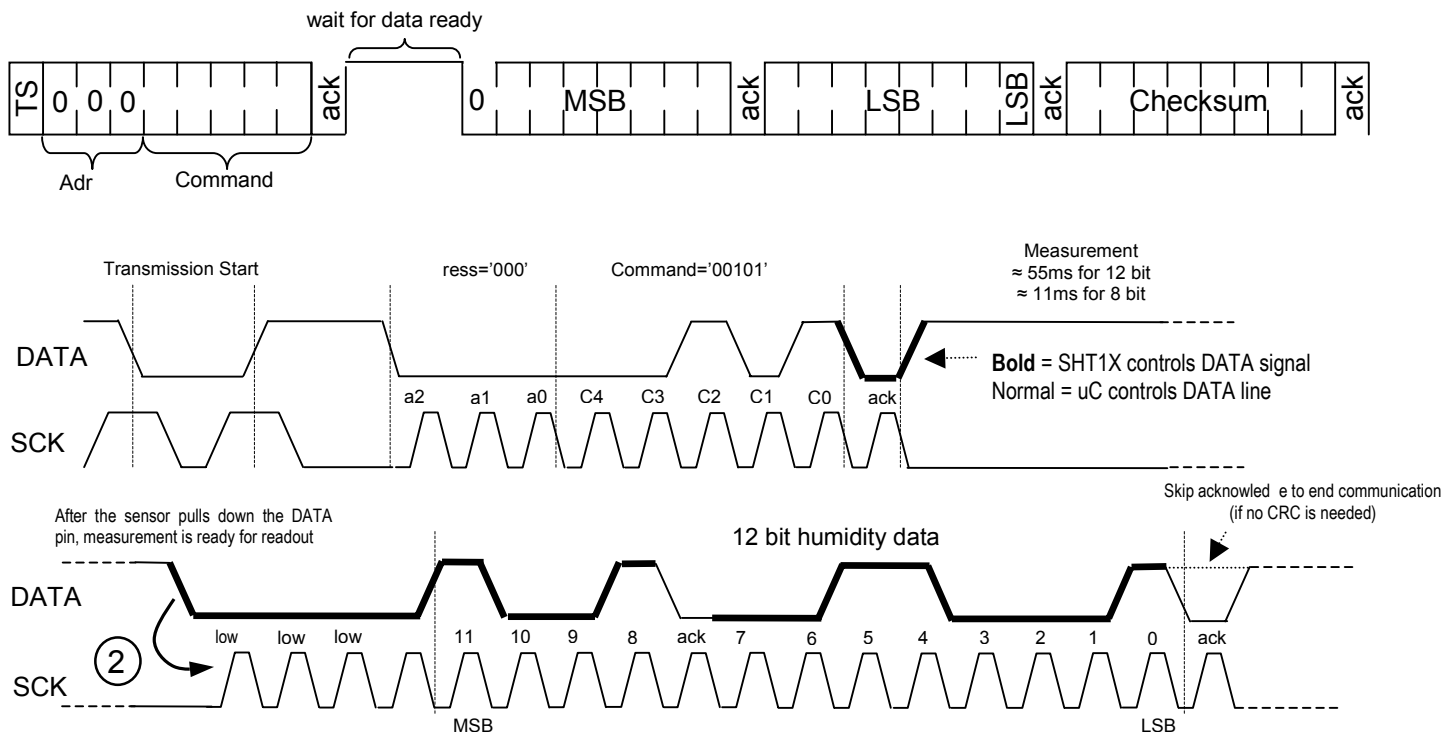 wait for data ready
TS 0 0 0 ack 0 MSB ack LSB LSB ack Checksum ack
Adr Command
Transmission Start ress='000' Command='00101' Measurement
≈ 55ms for 12 bit
≈ 11ms for 8 bit
DATA
Bold = SHT1X controls DATA signal
Normal = uC controls DATA line
a2 a1 a0 C4 C3 C2 C1 C0 ack
SCK
After the sensor pulls down the DATA
pin, measurement is ready for readout
12 bit humidity data
Skip acknowled e to end communication
(if no CRC is needed)
DATA
low low low 11 10 9 8 ack 7 6 5 4 3 2 1 0 ack
2
SCK
MSB LSB